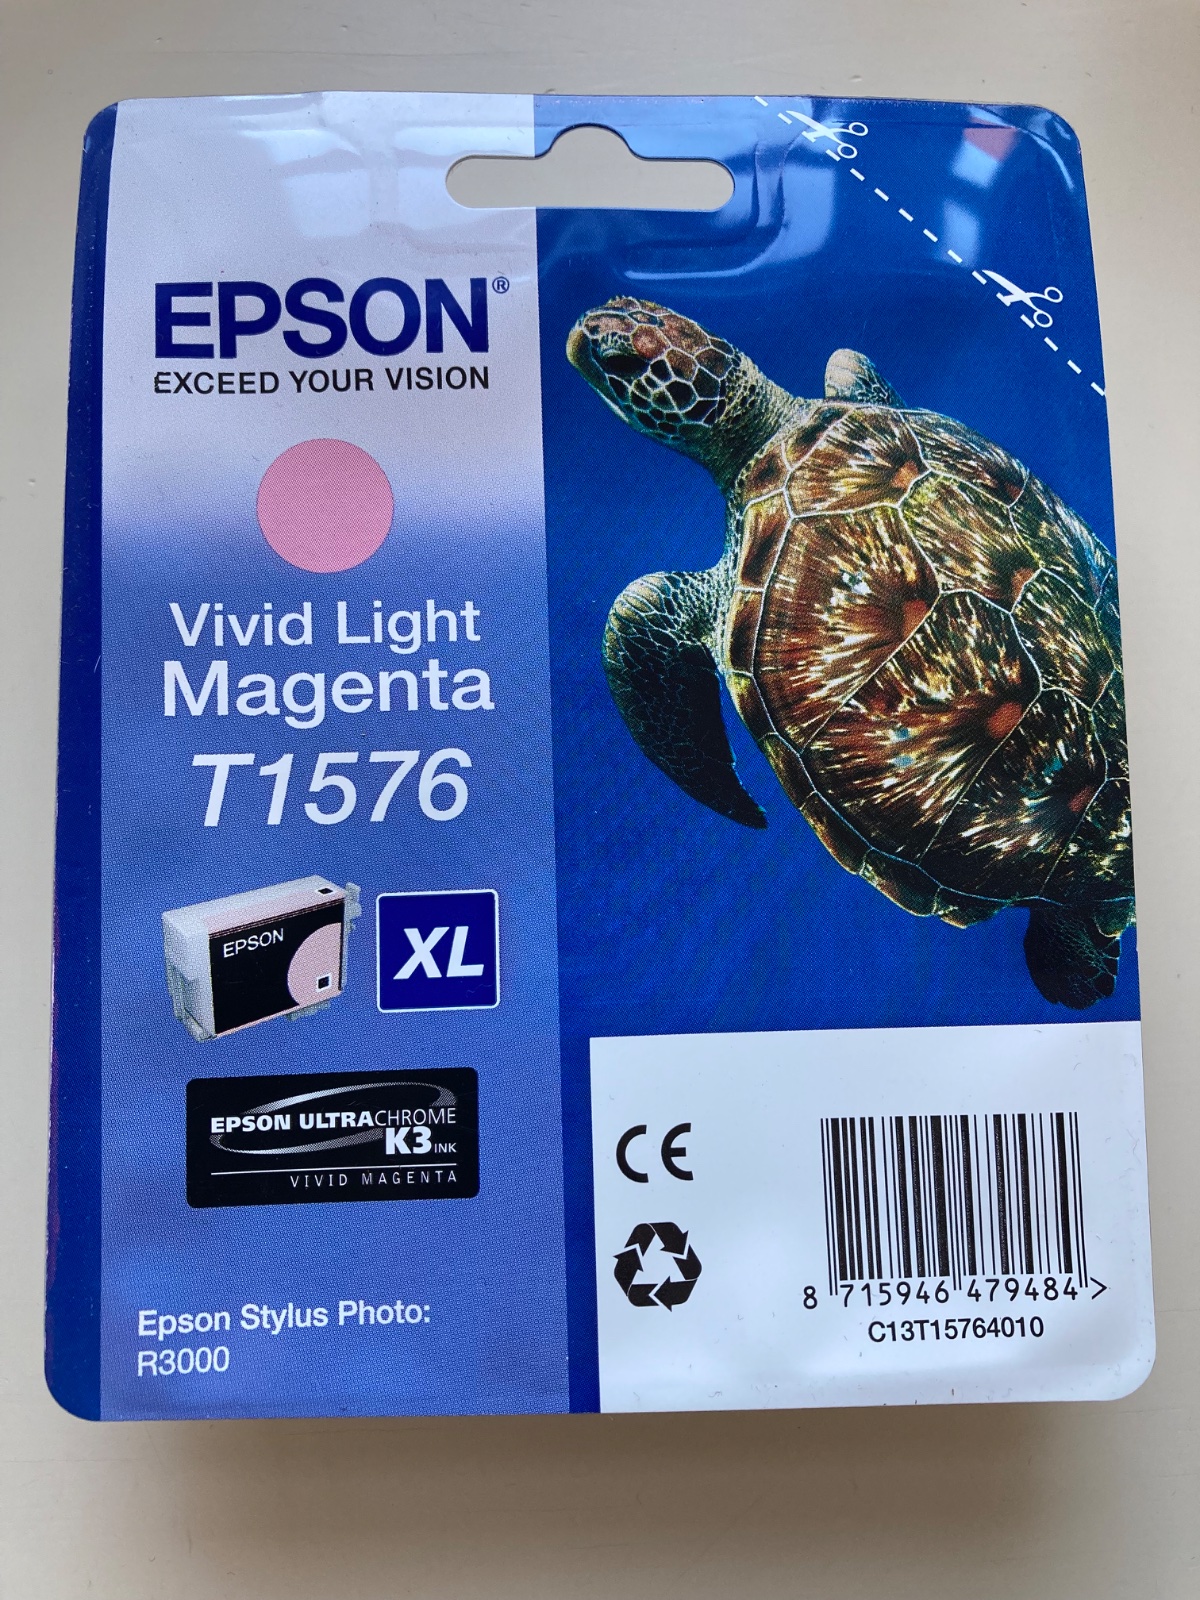 EPSON®
EXCEED YOUR VISION
Vivid Light
Magenta
T1576
EPSON
XL
EPSON ULTRACHROME
K3 INK
VIVID MAGENTA
Epson Stylus Photo:
R3000
CE
8 715946 479484 >
C13T15764010